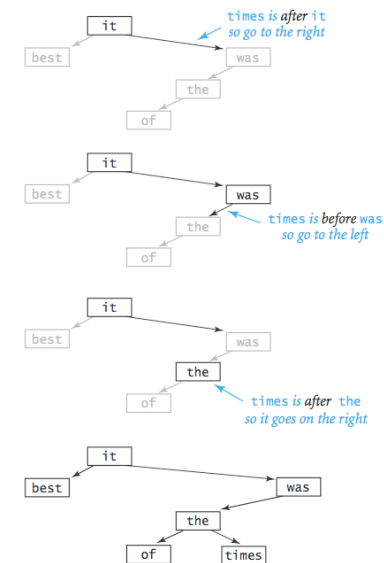 it
times is after it
so go to the right
best
was
the
of
it
best
was
the
times is before was
so go to the left
of
it
best
was
the
of
times is after the
so it goes on the right
it
best
was
the
of
times